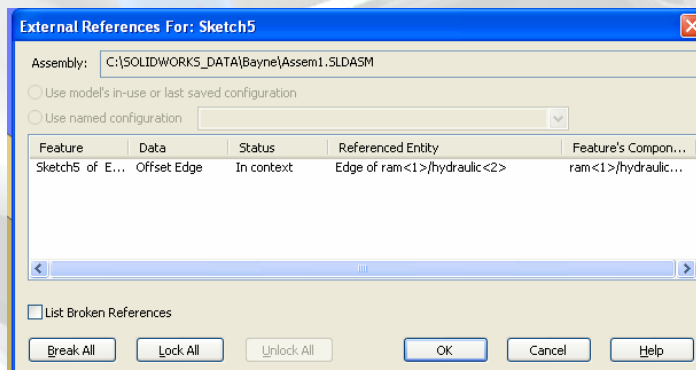 External References For: Sketch5
Assembly: C:\SOLIDWORKS_DATA\Bayne\Assem1.SLDASM
Use model's in-use or last saved configuration
Use named configuration
Feature Data Status Referenced Entity Feature's Compon...
Sketch5 of E... Offset Edge In context Edge of ram<1>/hydraulic<2> ram<1>/hydraulic...
List Broken References
Break All Lock All Unlock All OK Cancel Help